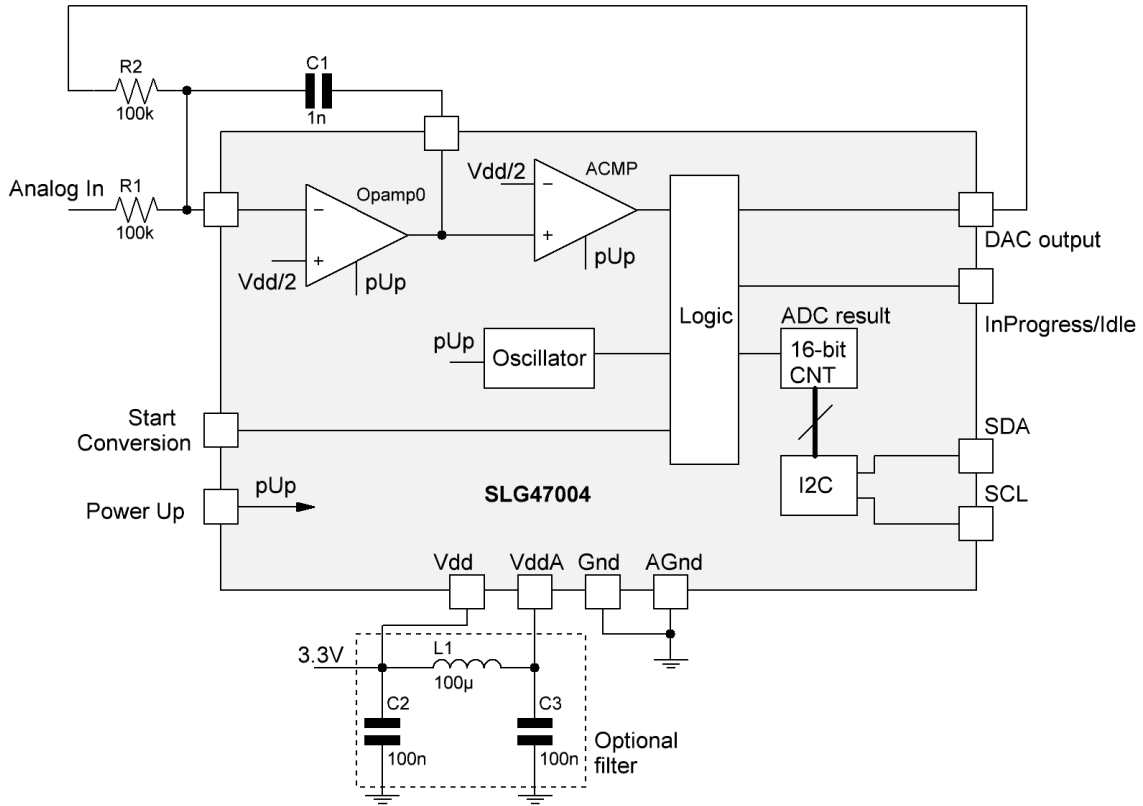 R2
100k
C1
1n
Analog In
R1
100k
Opamp0
−
+
Vdd/2
pUp
Vdd/2
ACMP
−
+
pUp
Logic
DAC output
InProgress/Idle
pUp
Oscillator
ADC result
16-bit
CNT
Start
Conversion
SDA
I2C
SCL
Power Up
pUp
SLG47004
Vdd
VddA
Gnd
AGnd
3.3V
L1
100µ
C2
100n
C3
100n
Optional
filter